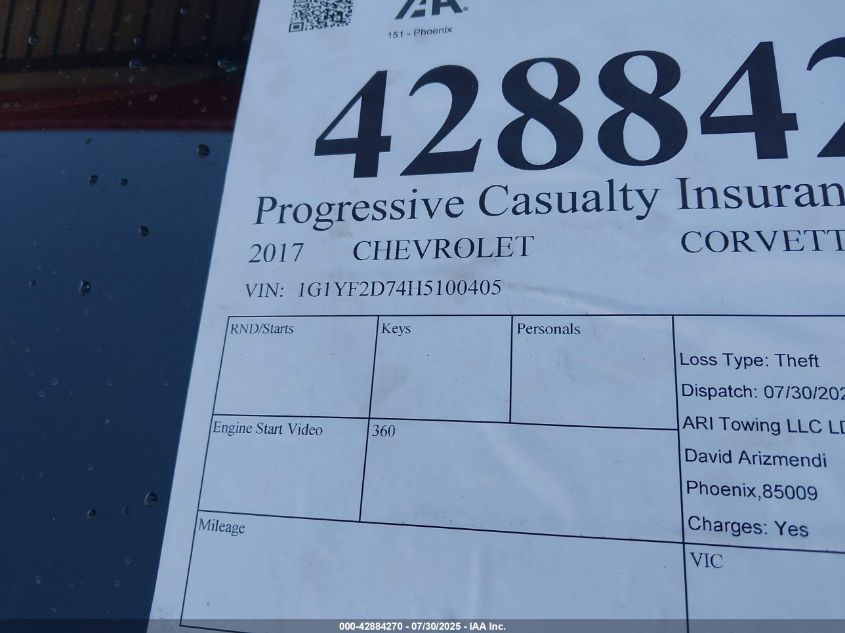 IAA
151 - Phoenix
428842
Progressive Casualty Insuran
2017 CHEVROLET CORVETT
VIN: 1G1YF2D74H5100405
RND/Starts Keys Personals
Loss Type: Theft
Dispatch: 07/30/202
Engine Start Video 360
ARI Towing LLC LD
David Arizmendi
Phoenix,85009
Mileage
Charges: Yes
VIC
000-42884270 - 07/30/2025 - IAA Inc.